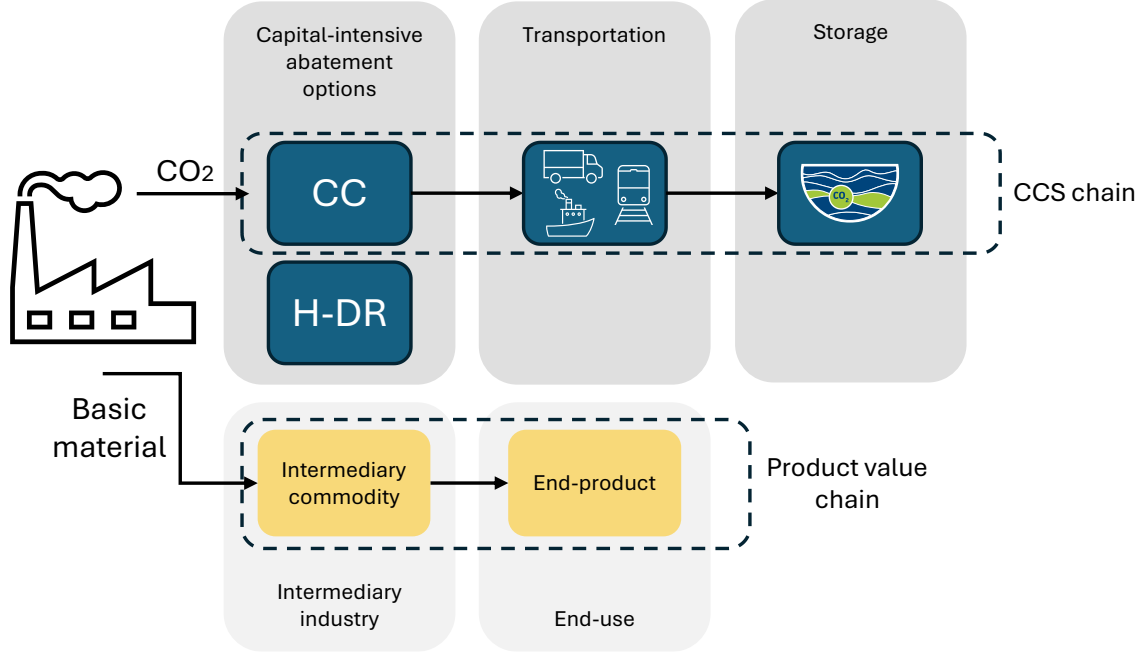 Capital-intensive
abatement
options
Transportation
Storage
CO2
CC
CO2
CCS chain
H-DR
Basic
material
Intermediary
commodity
End-product
Product value
chain
Intermediary
industry
End-use